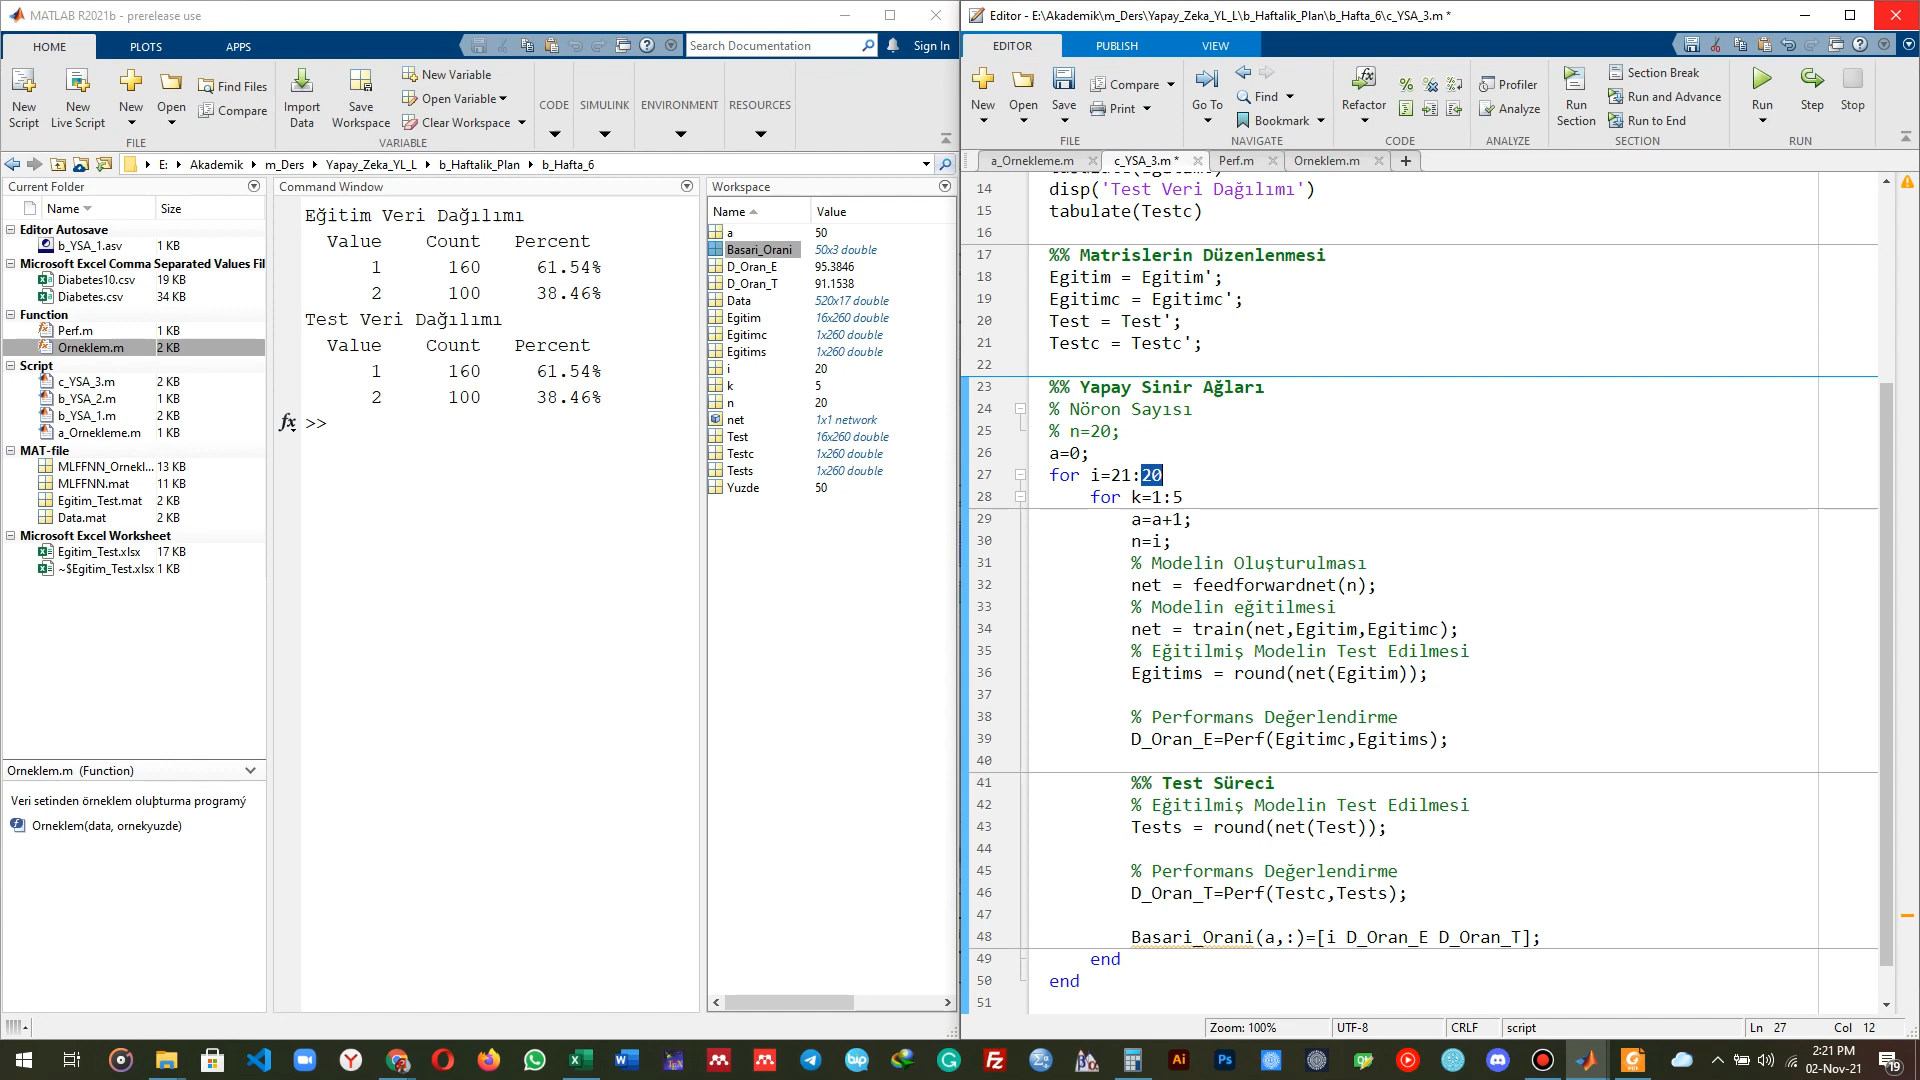 MATLAB R2021b - prerelease use
HOME PLOTS APPS
Search Documentation
Sign In
New Script
New Live Script
New
Open
Find Files
Compare
Import Data
Save Workspace
New Variable
Open Variable
Clear Workspace
CODE SIMULINK ENVIRONMENT RESOURCES
FILE VARIABLE
E: Akademik m_Ders Yapay_Zeka_YL_L b_Haftalik_Plan b_Hafta_6
Current Folder
Name Size
Editor Autosave
b_YSA_1.asv 1 KB
Microsoft Excel Comma Separated Values Fil
Diabetes10.csv 19 KB
Diabetes.csv 34 KB
Function
Perf.m 1 KB
Orneklem.m 2 KB
Script
c_YSA_3.m 2 KB
b_YSA_2.m 2 KB
b_YSA_1.m 2 KB
a_Ornekleme.m 1 KB
MAT-file
MLFFNN_Ornekl... 13 KB
MLFFNN.mat 11 KB
Egitim_Test.mat 2 KB
Data.mat 2 KB
Microsoft Excel Worksheet
Egitim_Test.xlsx 17 KB
~$Egitim_Test.xlsx 1 KB
Orneklem.m (Function)
Veri setinden örneklem oluþturma programý
Orneklem(data, ornekyuzde)
Command Window
Eğitim Veri Dağılımı
Value Count Percent
1 160 61.54%
2 100 38.46%
Test Veri Dağılımı
Value Count Percent
1 160 61.54%
2 100 38.46%
fx >>
Workspace
Name Value
a 50
Basari_Orani 50x3 double
D_Oran_E 95.3846
D_Oran_T 91.1538
Data 520x17 double
Egitim 16x260 double
Egitimc 1x260 double
Egitims 1x260 double
i 20
k 5
n 20
net 1x1 network
Test 16x260 double
Testc 1x260 double
Tests 1x260 double
Yuzde 50
Editor - E:\Akademik\m_Ders\Yapay_Zeka_YL_L\b_Haftalik_Plan\b_Hafta_6\c_YSA_3.m *
EDITOR PUBLISH VIEW
New
Open
Save
Compare
Print
Go To
Find
Bookmark
Refactor
Profiler
Analyze
Run Section
Section Break
Run and Advance
Run to End
Run
Step
Stop
FILE NAVIGATE CODE ANALYZE SECTION RUN
a_Ornekleme.m c_YSA_3.m * Perf.m Orneklem.m
14 disp('Test Veri Dağılımı')
15 tabulate(Testc)
16
17 %% Matrislerin Düzenlenmesi
18 Egitim = Egitim';
19 Egitimc = Egitimc';
20 Test = Test';
21 Testc = Testc';
22
23 %% Yapay Sinir Ağları
24 % Nöron Sayısı
25 % n=20;
26 a=0;
27 for i=21:20
28 for k=1:5
29 a=a+1;
30 n=i;
31 % Modelin Oluşturulması
32 net = feedforwardnet(n);
33 % Modelin eğitilmesi
34 net = train(net,Egitim,Egitimc);
35 % Eğitilmiş Modelin Test Edilmesi
36 Egitims = round(net(Egitim));
37
38 % Performans Değerlendirme
39 D_Oran_E=Perf(Egitimc,Egitims);
40
41 %% Test Süreci
42 % Eğitilmiş Modelin Test Edilmesi
43 Tests = round(net(Test));
44
45 % Performans Değerlendirme
46 D_Oran_T=Perf(Testc,Tests);
47
48 Basari_Orani(a,:)=[i D_Oran_E D_Oran_T];
49 end
50 end
51
Zoom: 100% UTF-8 CRLF script Ln 27 Col 12
2:21 PM
02-Nov-21
19